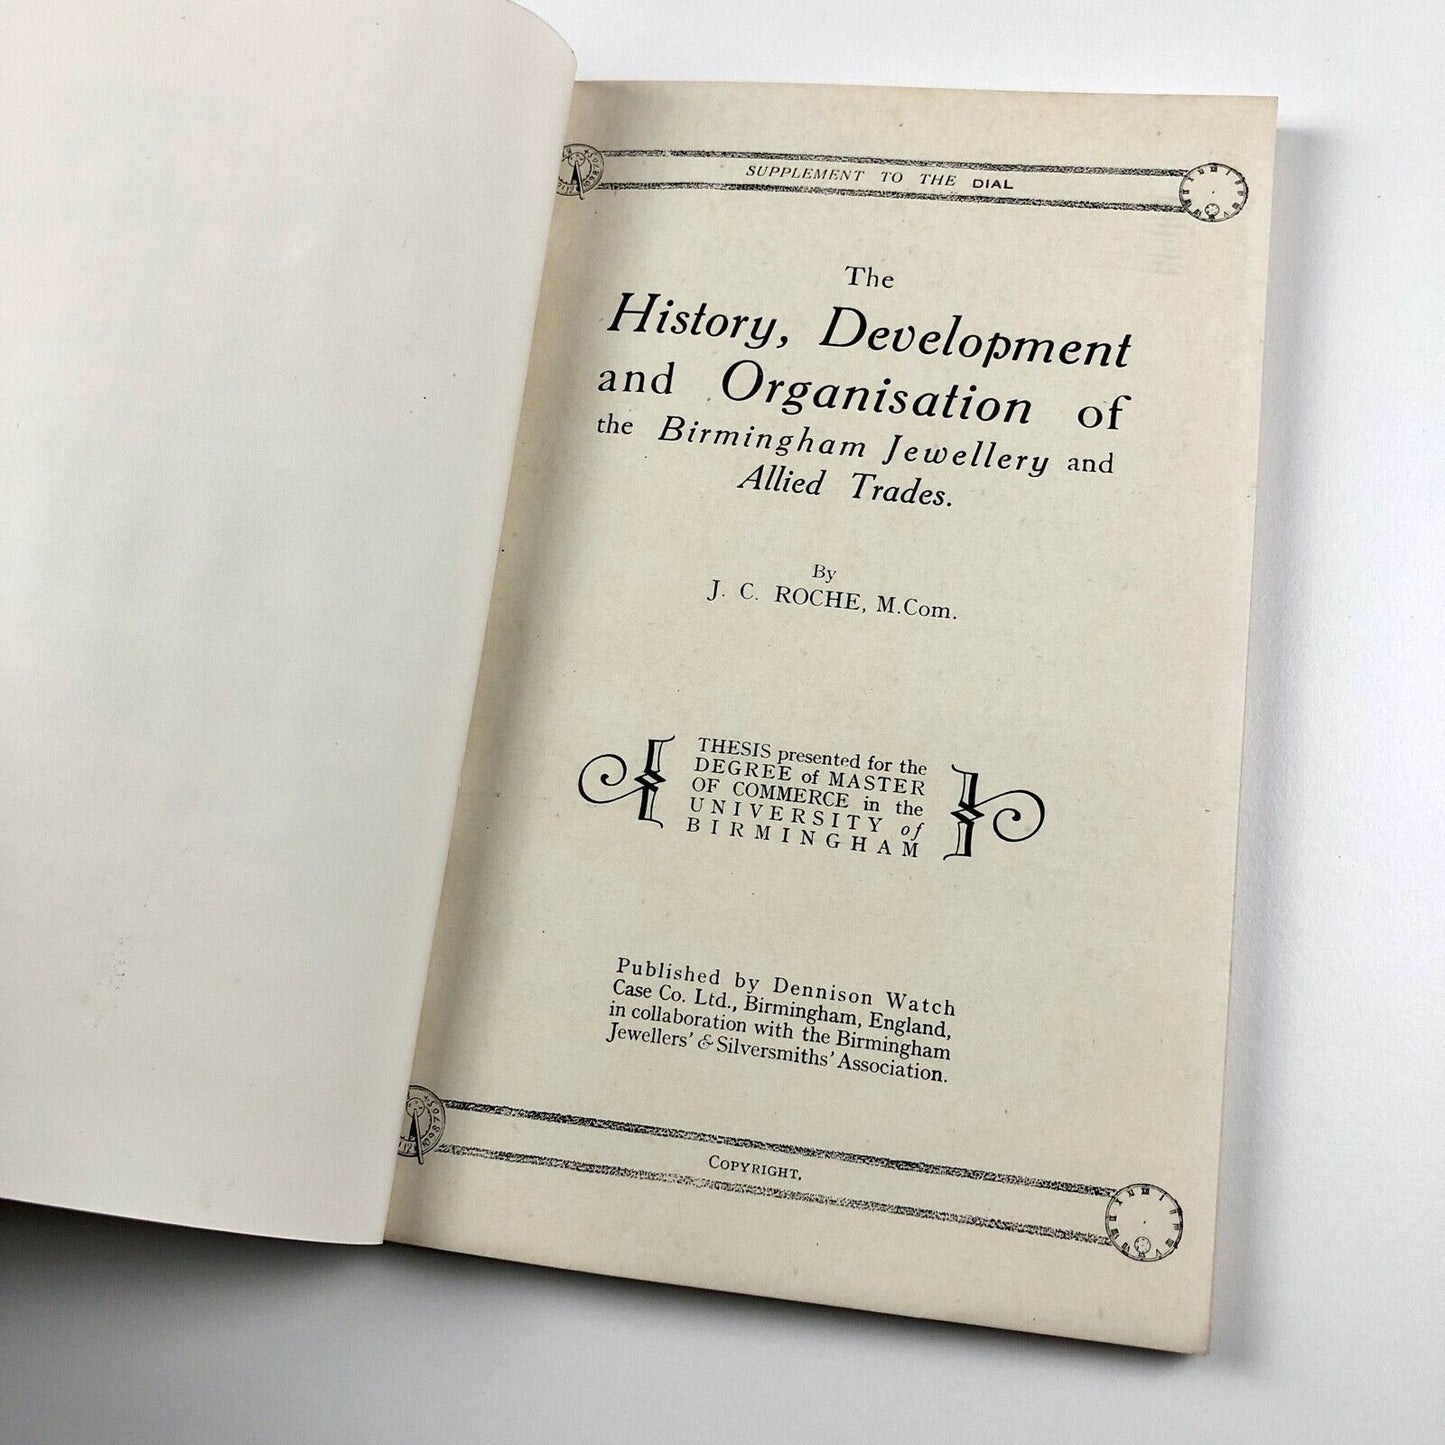 SUPPLEMENT TO THE DIAL
The
History, Development
and Organisation of
the Birmingham Jewellery and
Allied Trades.
By
J. C. ROCHE, M.Com.
THESIS presented for the
DEGREE of MASTER
OF COMMERCE in the
UNIVERSITY of
BIRMINGHAM
Published by Dennison Watch
Case Co. Ltd., Birmingham, England,
in collaboration with the Birmingham
Jewellers' & Silversmiths' Association.
COPYRIGHT.